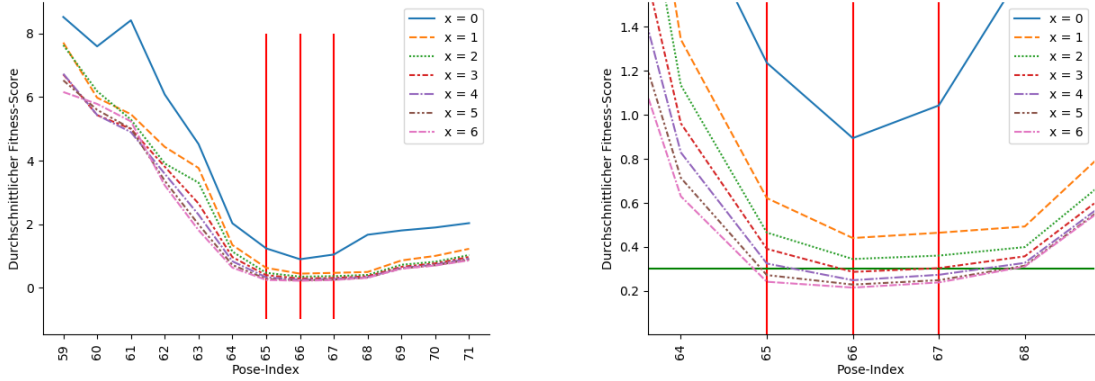 x = 0
x = 1
x = 2
x = 3
x = 4
x = 5
x = 6
8
6
4
2
0
Durchschnittlicher Fitness-Score
59 60 61 62 63 64 65 66 67 68 69 70 71
Pose-Index
x = 0
x = 1
x = 2
x = 3
x = 4
x = 5
x = 6
1.4
1.2
1.0
0.8
0.6
0.4
0.2
Durchschnittlicher Fitness-Score
64 65 66 67 68
Pose-Index